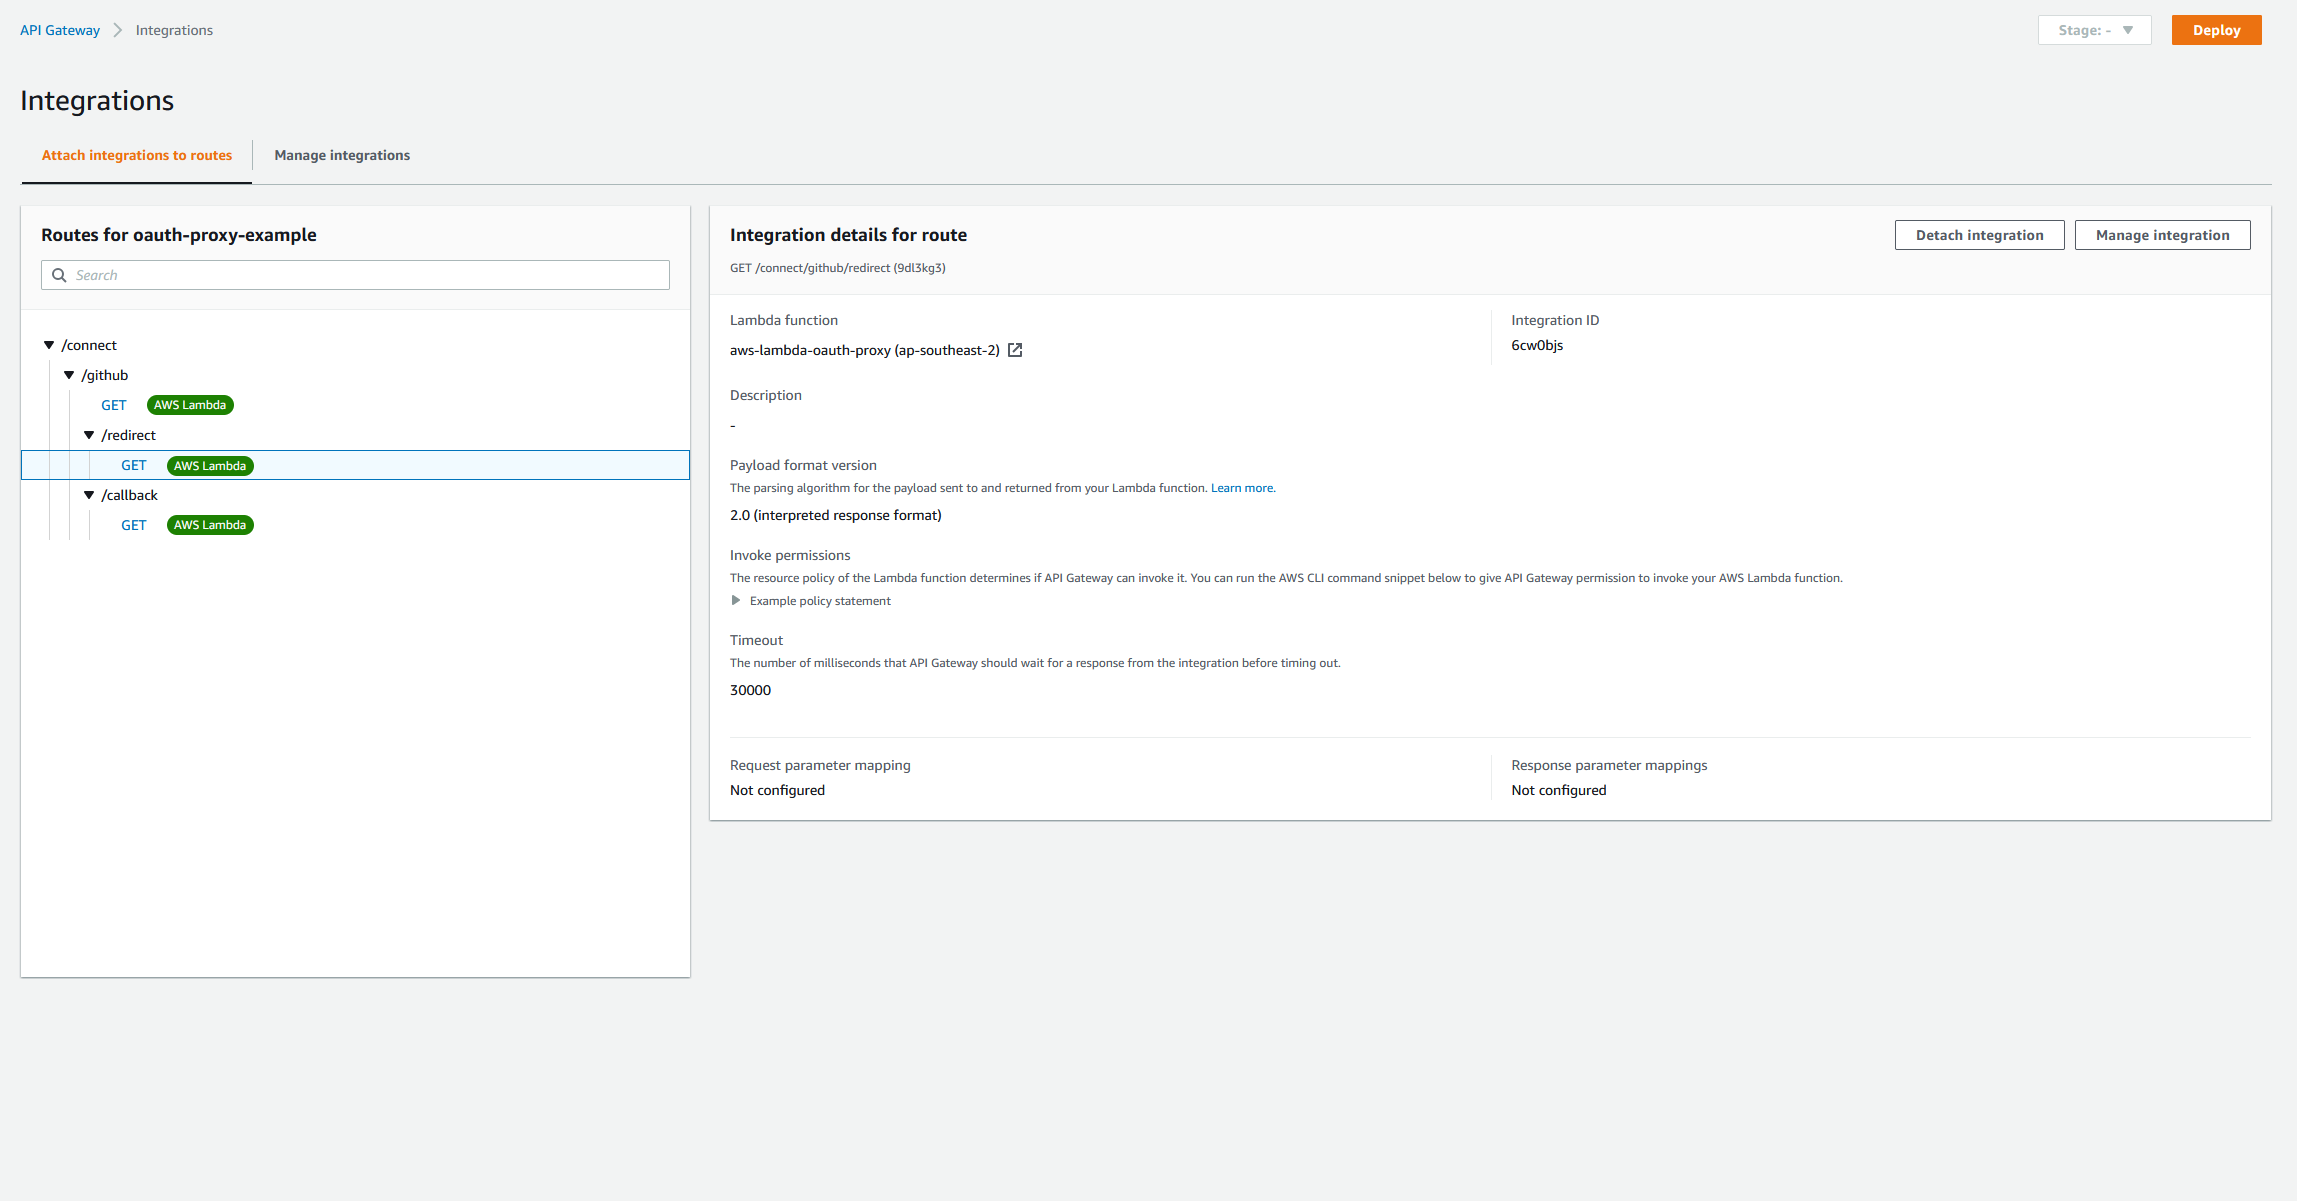 API Gateway
Integrations
Stage: -
Deploy
Integrations
Attach integrations to routes
Manage integrations
Routes for oauth-proxy-example
Search
/connect
/github
GET AWS Lambda
/redirect
GET AWS Lambda
/callback
GET AWS Lambda
Integration details for route
Detach integration
Manage integration
GET /connect/github/redirect (9dl3kg3)
Lambda function
aws-lambda-oauth-proxy (ap-southeast-2)
Integration ID
6cw0bjs
Description
-
Payload format version
The parsing algorithm for the payload sent to and returned from your Lambda function. Learn more.
2.0 (interpreted response format)
Invoke permissions
The resource policy of the Lambda function determines if API Gateway can invoke it. You can run the AWS CLI command snippet below to give API Gateway permission to invoke your AWS Lambda function.
Example policy statement
Timeout
The number of milliseconds that API Gateway should wait for a response from the integration before timing out.
30000
Request parameter mapping
Not configured
Response parameter mappings
Not configured